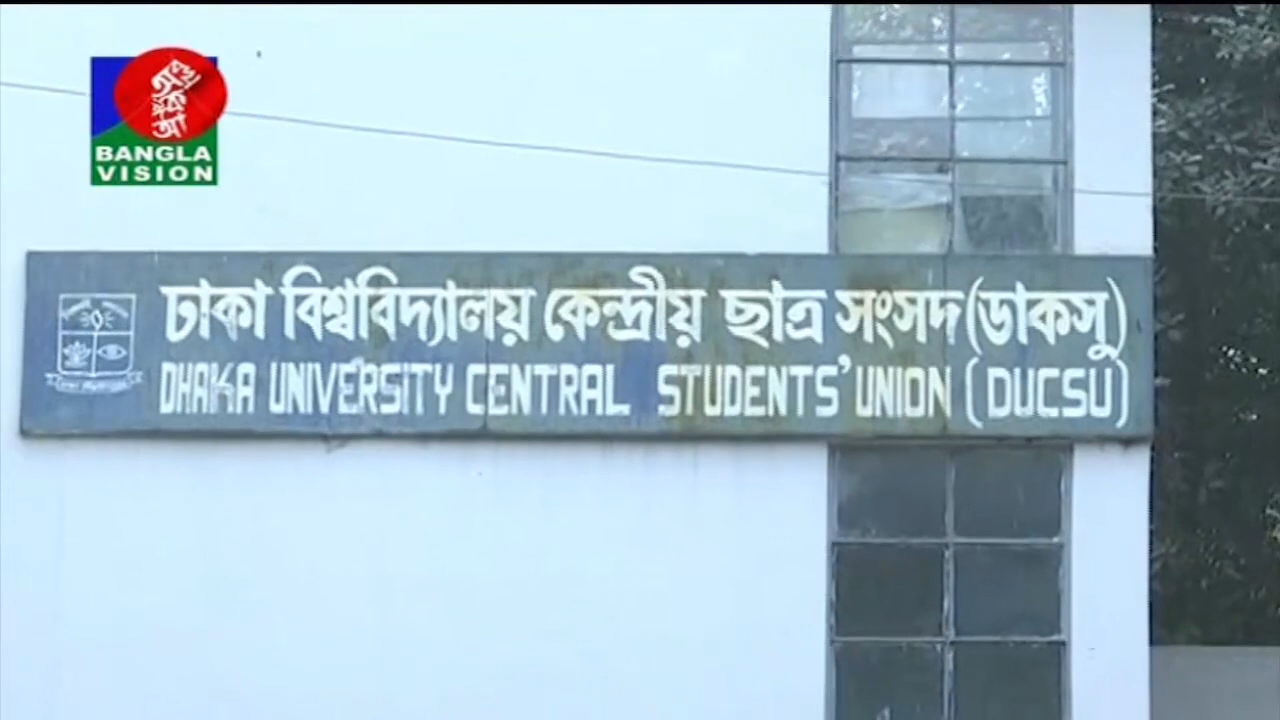 BANGLA
VISION
ঢাকা বিশ্ববিদ্যালয় কেন্দ্রীয় ছাত্র সংসদ (ডাকসু)
DHAKA UNIVERSITY CENTRAL STUDENTS' UNION (DUCSU)